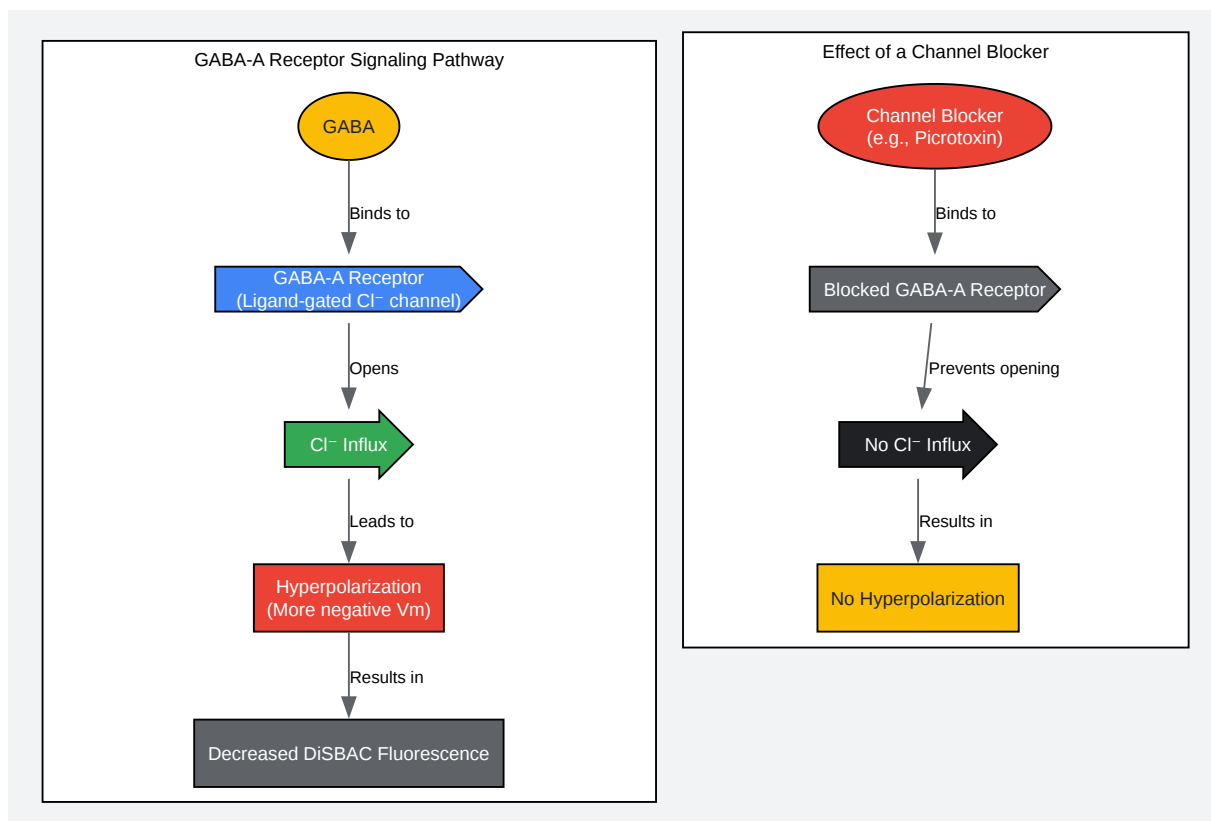 GABA-A Receptor Signaling Pathway
GABA
Binds to
GABA-A Receptor
(Ligand-gated Cl⁻ channel)
Opens
Cl⁻ Influx
Leads to
Hyperpolarization
(More negative Vm)
Results in
Decreased DiSBAC Fluorescence
Effect of a Channel Blocker
Channel Blocker
(e.g., Picrotoxin)
Binds to
Blocked GABA-A Receptor
Prevents opening
No Cl⁻ Influx
Results in
No Hyperpolarization